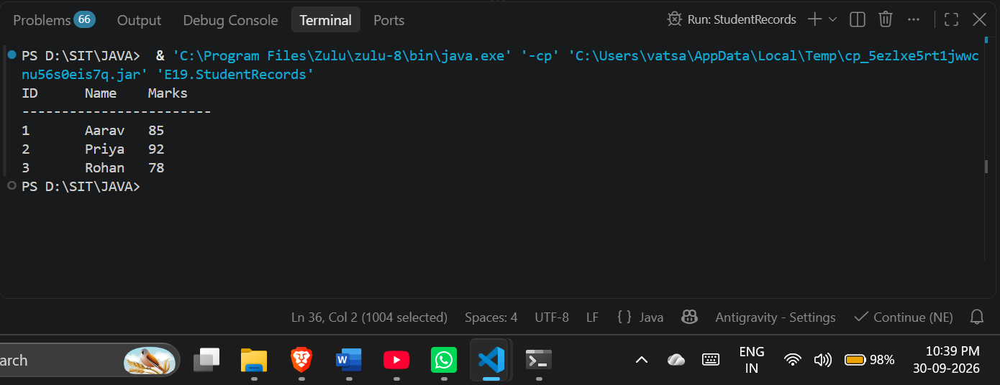 Problems 66 Output Debug Console Terminal Ports Run: StudentRecords
PS D:\SIT\JAVA>  & 'C:\Program Files\Zulu\zulu-8\bin\java.exe' '-cp' 'C:\Users\vatsa\AppData\Local\Temp\cp_5ezlxe5rt1jwwc
nu56s0eis7q.jar' 'E19.StudentRecords'
ID      Name    Marks
------------------------
1       Aarav   85
2       Priya   92
3       Rohan   78
PS D:\SIT\JAVA>
Ln 36, Col 2 (1004 selected) Spaces: 4 UTF-8 LF {} Java Antigravity - Settings Continue (NE)
arch ENG 98% 10:39 PM
IN 30-09-2026